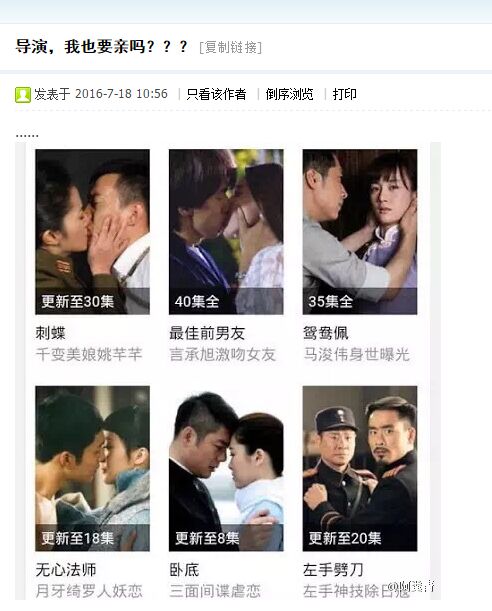 导演，我也要亲吗？？？ [复制链接]
发表于 2016-7-18 10:56 | 只看该作者 | 倒序浏览 | 打印
......
更新至30集 40集全 35集全
刺蝶 最佳前男友 鸳鸯佩
千变美娘姚芊芊 言承旭激吻女友 马浚伟身世曝光
更新至18集 更新至8集 更新至20集
无心法师 卧底 左手劈刀
月牙绮罗人妖恋 三面间谍虐恋 左手神技除日寇